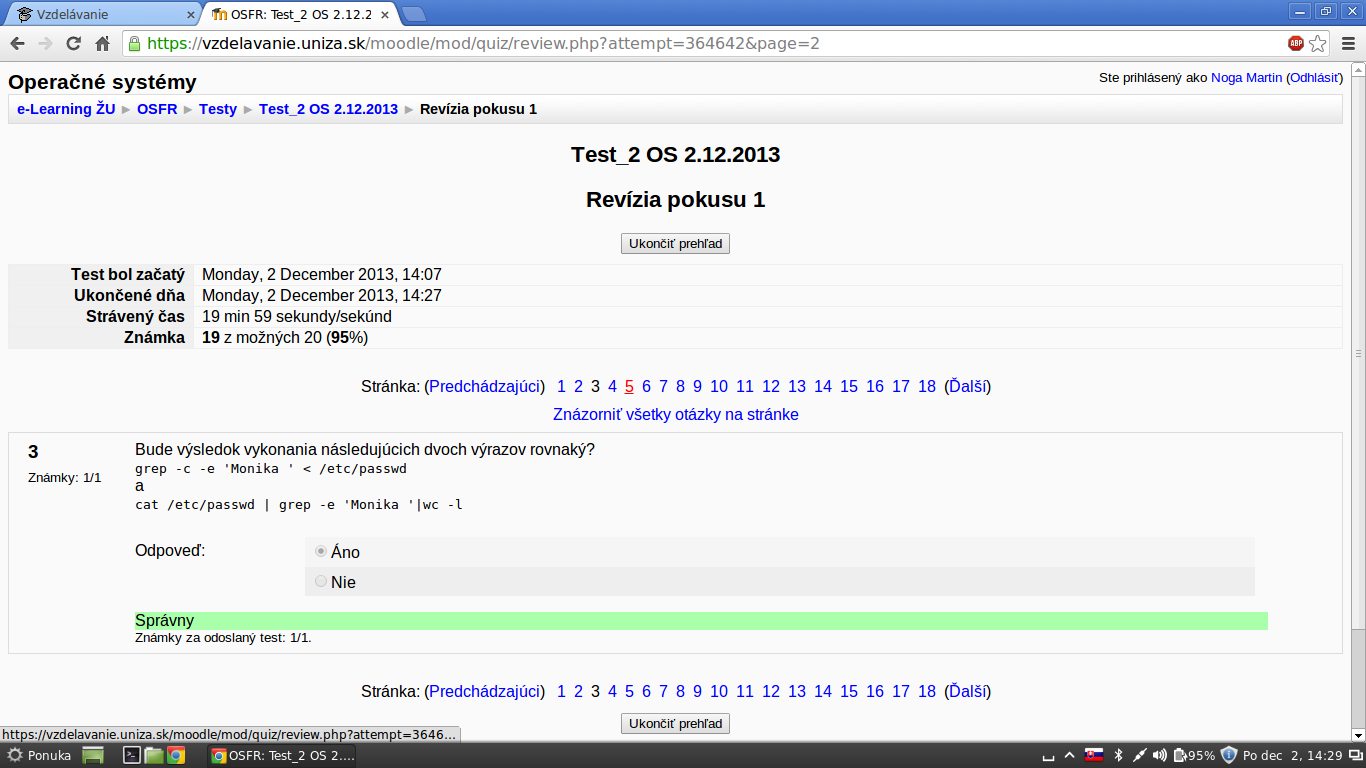 Vzdelávanie
OSFR: Test_2 OS 2.12.2
https://vzdelavanie.uniza.sk/moodle/mod/quiz/review.php?attempt=364642&page=2
ABP
Operačné systémy
Ste prihlásený ako Noga Martin (Odhlásiť)
e-Learning ŽU ► OSFR ► Testy ► Test_2 OS 2.12.2013 ► Revízia pokusu 1
Test_2 OS 2.12.2013
Revízia pokusu 1
Ukončiť prehľad
Test bol začatý Monday, 2 December 2013, 14:07
Ukončené dňa Monday, 2 December 2013, 14:27
Strávený čas 19 min 59 sekundy/sekúnd
Známka 19 z možných 20 (95%)
Stránka: (Predchádzajúci) 1 2 3 4 5 6 7 8 9 10 11 12 13 14 15 16 17 18 (Ďalší)
Znázorniť všetky otázky na stránke
3
Známky: 1/1
Bude výsledok vykonania následujúcich dvoch výrazov rovnaký?
grep -c -e 'Monika ' < /etc/passwd
a
cat /etc/passwd | grep -e 'Monika '|wc -l
Odpoveď:
Áno
Nie
Správny
Známky za odoslaný test: 1/1.
Stránka: (Predchádzajúci) 1 2 3 4 5 6 7 8 9 10 11 12 13 14 15 16 17 18 (Ďalší)
Ukončiť prehľad
https://vzdelavanie.uniza.sk/moodle/mod/quiz/review.php?attempt=3646...
Ponuka
OSFR: Test_2 OS 2....
95%
Po dec 2, 14:29